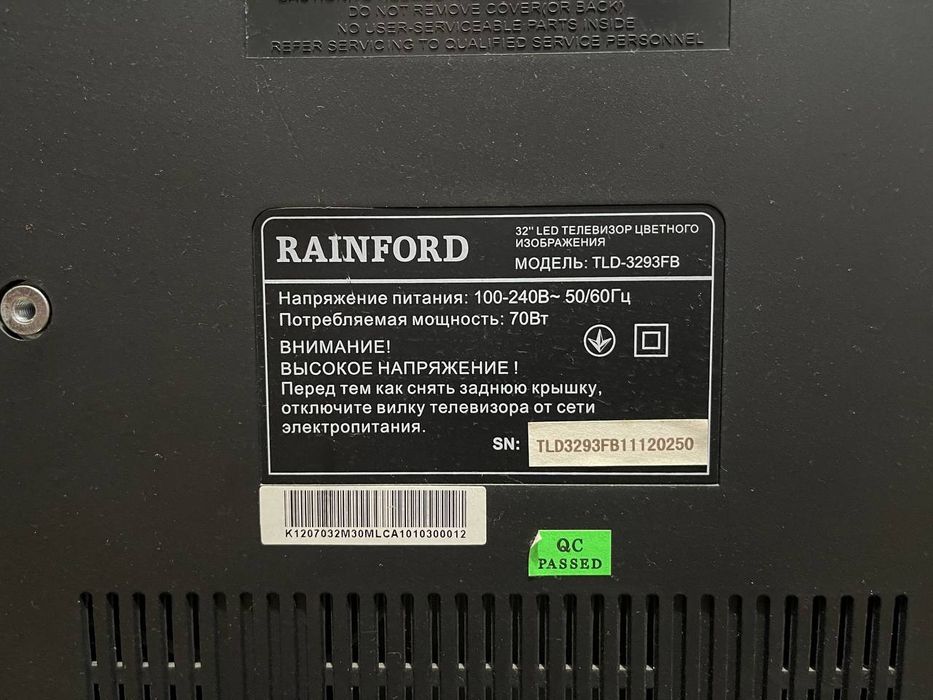 DO NOT REMOVE COVER(OR BACK)
NO USER-SERVICEABLE PARTS INSIDE
REFER SERVICING TO QUALIFIED SERVICE PERSONNEL
RAINFORD
32" LED ТЕЛЕВИЗОР ЦВЕТНОГО
ИЗОБРАЖЕНИЯ
МОДЕЛЬ: TLD-3293FB
Напряжение питания: 100-240В~ 50/60Гц
Потребляемая мощность: 70Вт
ВНИМАНИЕ!
ВЫСОКОЕ НАПРЯЖЕНИЕ !
Перед тем как снять заднюю крышку,
отключите вилку телевизора от сети
электропитания.
SN: TLD3293FB11120250
K1207032M30MLCA1010300012
QC
PASSED